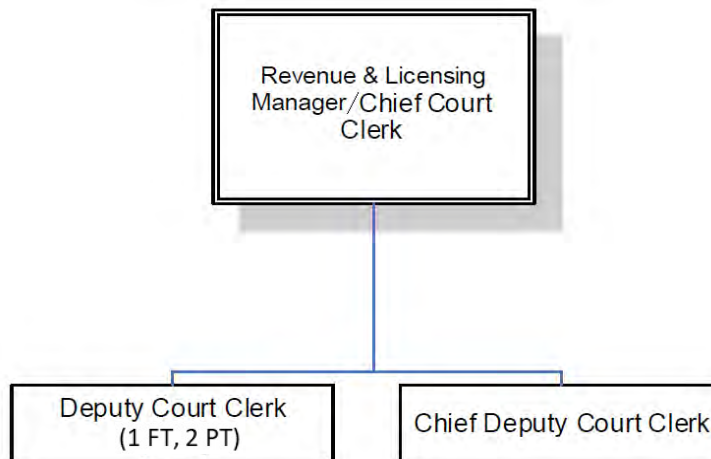 Revenue & Licensing
Manager/Chief Court
Clerk
Deputy Court Clerk
(1 FT, 2 PT)
Chief Deputy Court Clerk